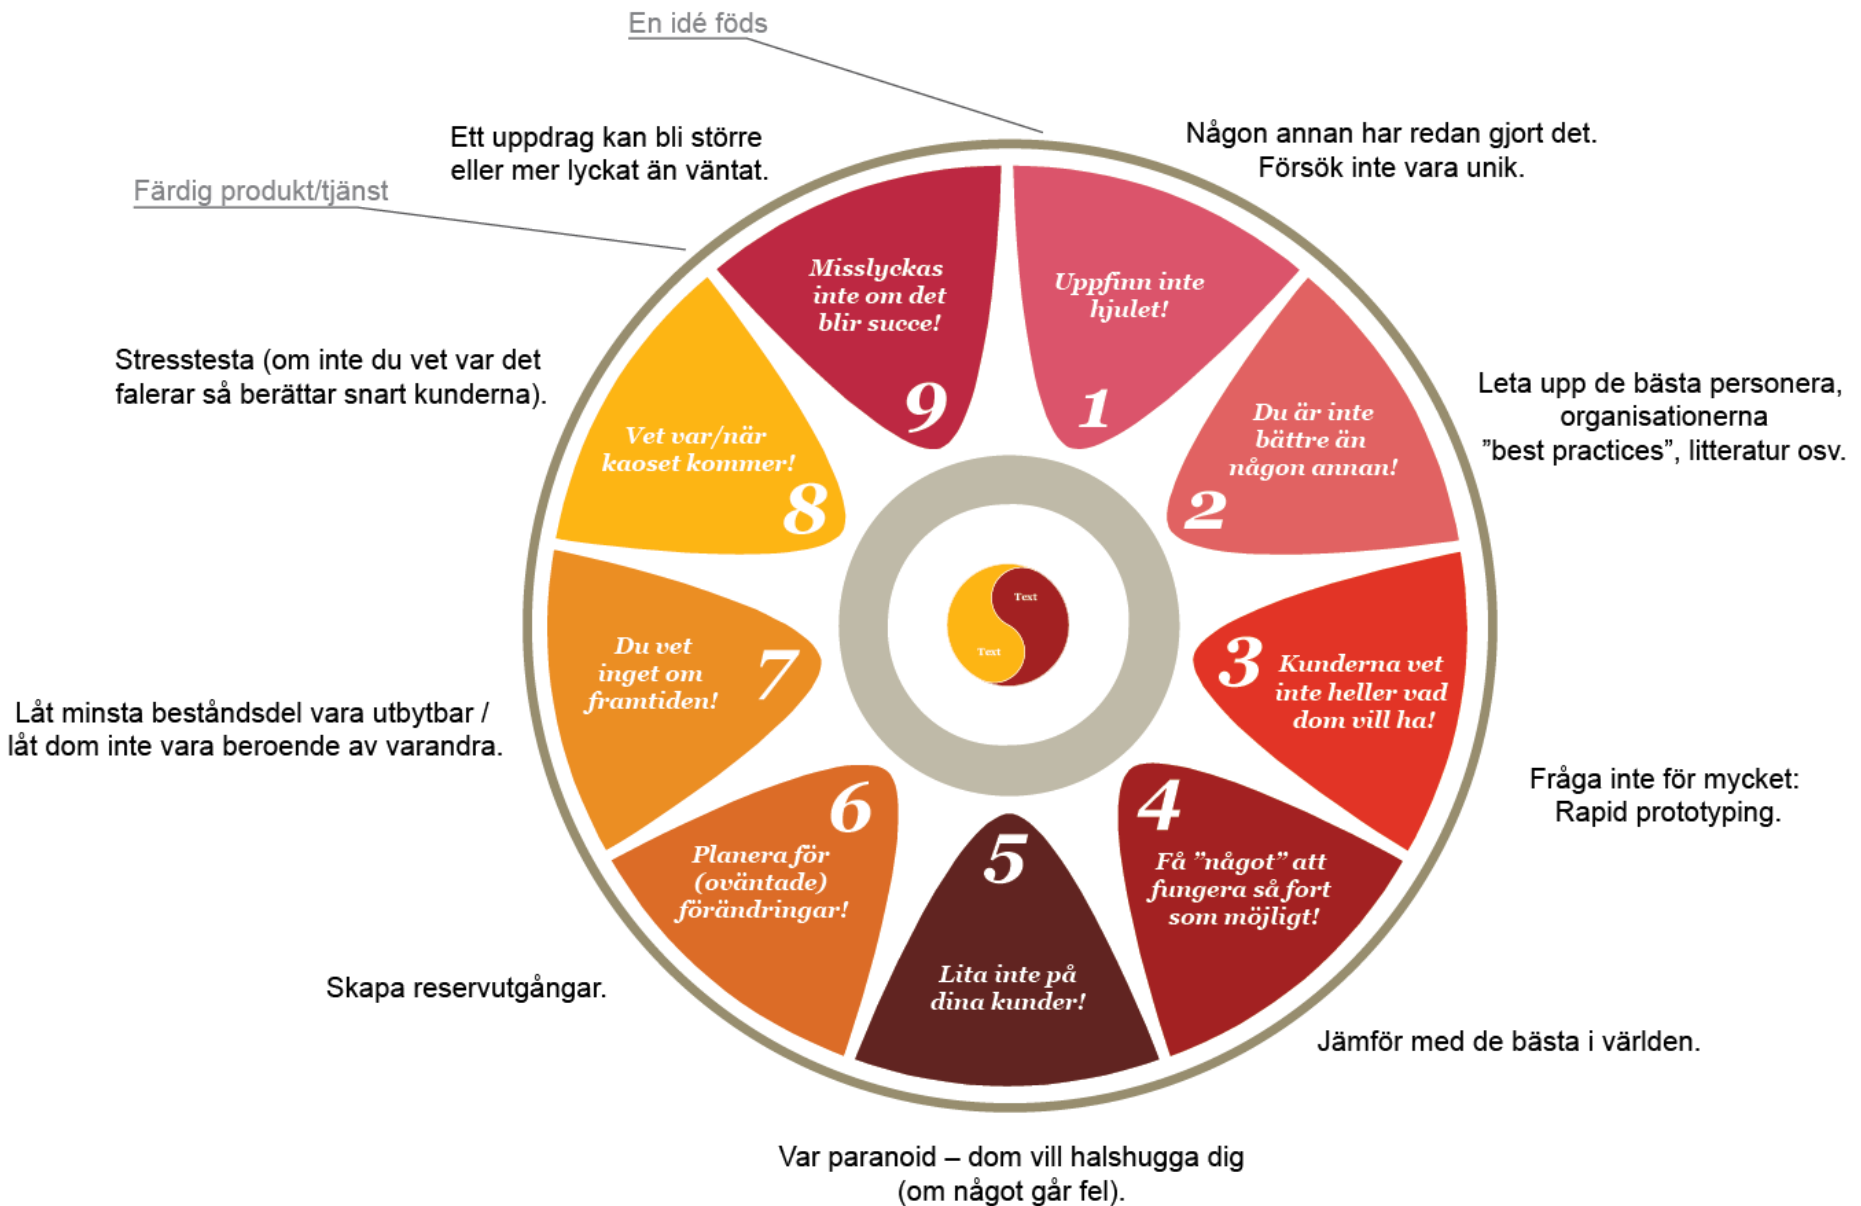 En idé föds
Färdig produkt/tjänst
Ett uppdrag kan bli större
eller mer lyckat än väntat.
Någon annan har redan gjort det.
Försök inte vara unik.
Uppfinn inte
hjulet!
1
Leta upp de bästa personera,
organisationerna
”best practices”, litteratur osv.
Du är inte
bättre än
någon annan!
2
3
Kunderna vet
inte heller vad
dom vill ha!
Fråga inte för mycket:
Rapid prototyping.
4
Få ”något” att
fungera så fort
som möjligt!
Jämför med de bästa i världen.
5
Lita inte på
dina kunder!
Var paranoid – dom vill halshugga dig
(om något går fel).
6
Planera för
(oväntade)
förändringar!
Skapa reservutgångar.
Du vet
inget om
framtiden!
7
Låt minsta beståndsdel vara utbytbar /
låt dom inte vara beroende av varandra.
Vet var/när
kaoset kommer!
8
Stresstesta (om inte du vet var det
falerar så berättar snart kunderna).
Misslyckas
inte om det
blir succe!
9
Text
Text